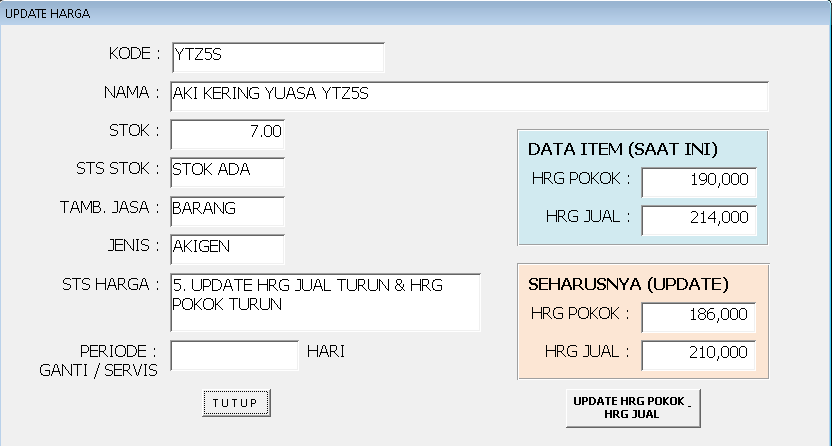 UPDATE HARGA
KODE : YTZ5S
NAMA : AKI KERING YUASA YTZ5S
STOK : 7.00
STS STOK : STOK ADA
TAMB. JASA : BARANG
JENIS : AKIGEN
STS HARGA : 5. UPDATE HRG JUAL TURUN & HRG
POKOK TURUN
PERIODE : HARI
GANTI / SERVIS
TUTUP
DATA ITEM (SAAT INI)
HRG POKOK : 190,000
HRG JUAL : 214,000
SEHARUSNYA (UPDATE)
HRG POKOK : 186,000
HRG JUAL : 210,000
UPDATE HRG POKOK -
HRG JUAL